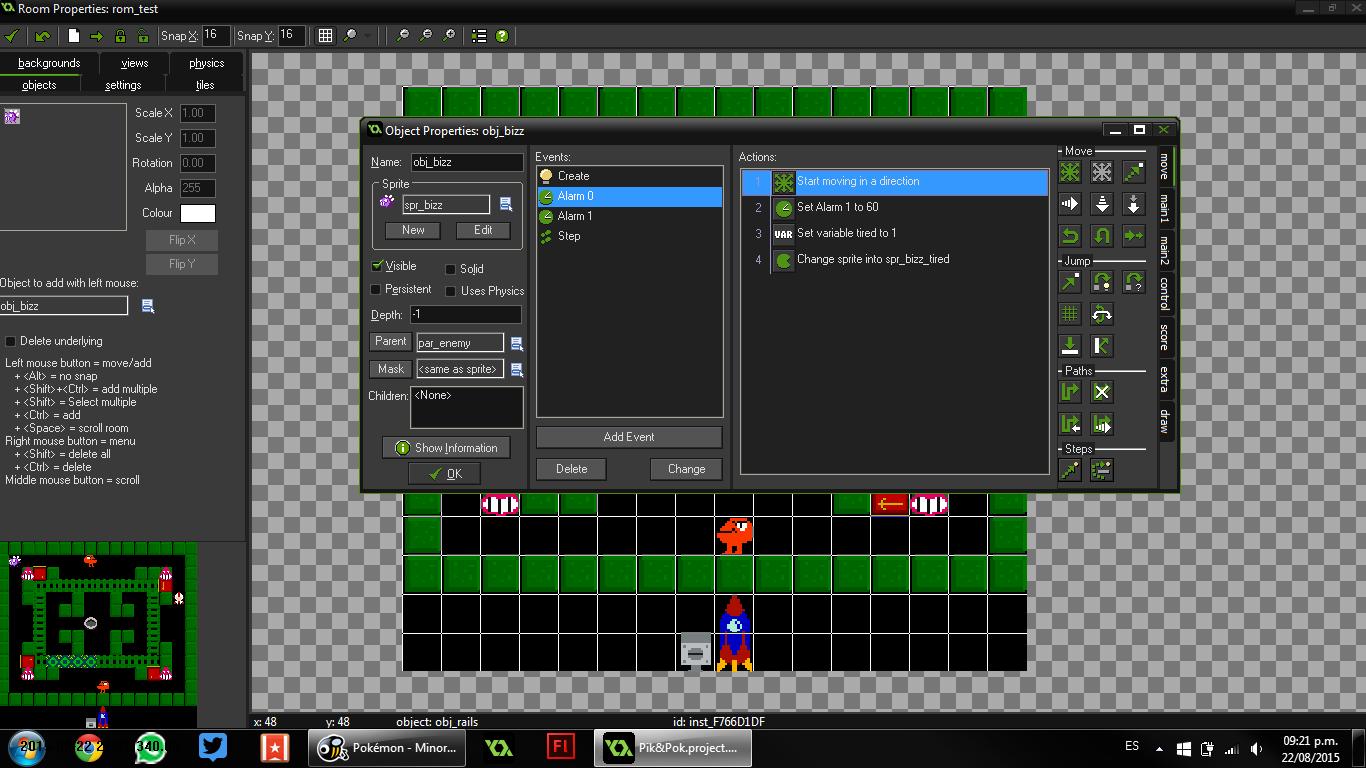 Room Properties: rom_test
Snap X: 16 Snap Y: 16
backgrounds views physics
objects settings tiles
Scale X 1.00
Scale Y 1.00
Rotation 0.00
Alpha 255
Colour
Flip X
Flip Y
Object to add with left mouse:
obj_bizz
Delete underlying
Left mouse button = move/add
+ <Alt> = no snap
+ <Shift>+<Ctrl> = add multiple
+ <Shift> = Select multiple
+ <Ctrl> = add
+ <Space> = scroll room
Right mouse button = menu
+ <Shift> = delete all
+ <Ctrl> = delete
Middle mouse button = scroll
Object Properties: obj_bizz
Name: obj_bizz
Sprite
spr_bizz
New Edit
Visible Solid
Persistent Uses Physics
Depth: -1
Parent par_enemy
Mask <same as sprite>
Children: <None>
Show Information
OK
Events:
Create
Alarm 0
Alarm 1
Step
Add Event
Delete Change
Actions:
1 Start moving in a direction
2 Set Alarm 1 to 60
3 VAR Set variable tired to 1
4 Change sprite into spr_bizz_tired
Move
Jump
Paths
Steps
move
main1
main2
control
score
extra
draw
x: 48 y: 48 object: obj_rails id: inst_F766D1DF
201 22 2 340 Pokémon - Minor... Fl Pik&Pok.project.... ES 09:21 p.m.
22/08/2015